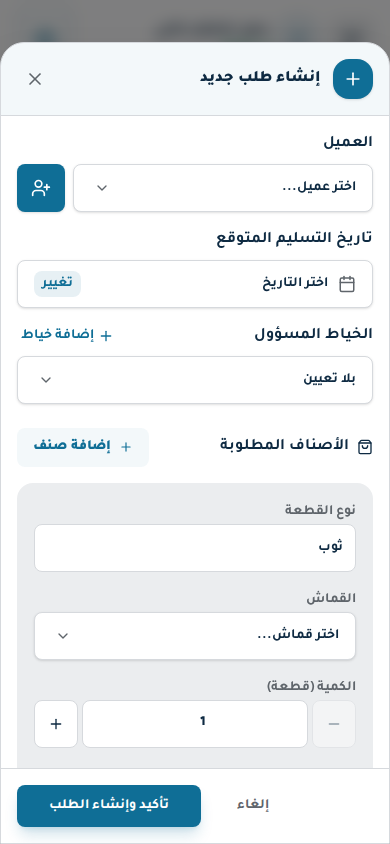 إنشاء طلب جديد
العميل
اختر عميل...
تاريخ التسليم المتوقع
اختر التاريخ
تغيير
الخياط المسؤول
إضافة خياط
بلا تعيين
الأصناف المطلوبة
إضافة صنف
نوع القطعة
ثوب
القماش
اختر قماش...
الكمية (قطعة)
1
إلغاء
تأكيد وإنشاء الطلب